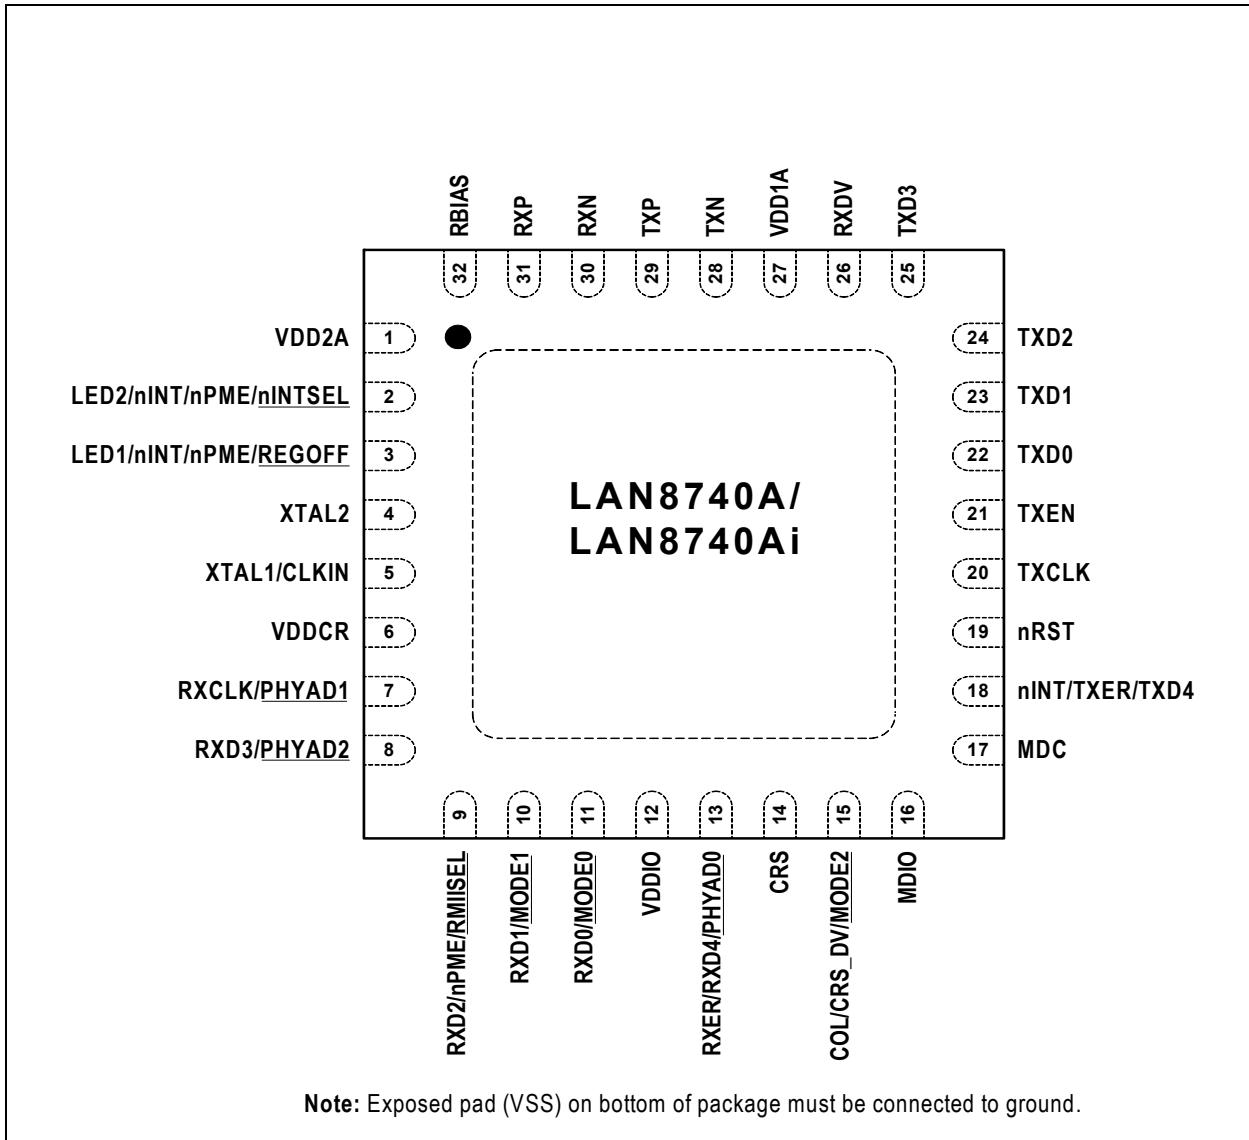 RBIAS
RXP
RXN
TXP
TXN
VDD1A
RXDV
TXD3
32
31
30
29
28
27
26
25
VDD2A 1
24 TXD2
LED2/nINT/nPME/nINTSEL 2
23 TXD1
LED1/nINT/nPME/REGOFF 3
22 TXD0
XTAL2 4
21 TXEN
XTAL1/CLKIN 5
20 TXCLK
VDDCR 6
19 nRST
RXCLK/PHYAD1 7
18 nINT/TXER/TXD4
RXD3/PHYAD2 8
17 MDC
LAN8740A/
LAN8740Ai
9
10
11
12
13
14
15
16
RXD2/nPME/RMIISEL
RXD1/MODE1
RXD0/MODE0
VDDIO
RXER/RXD4/PHYAD0
CRS
COL/CRS_DV/MODE2
MDIO
Note: Exposed pad (VSS) on bottom of package must be connected to ground.